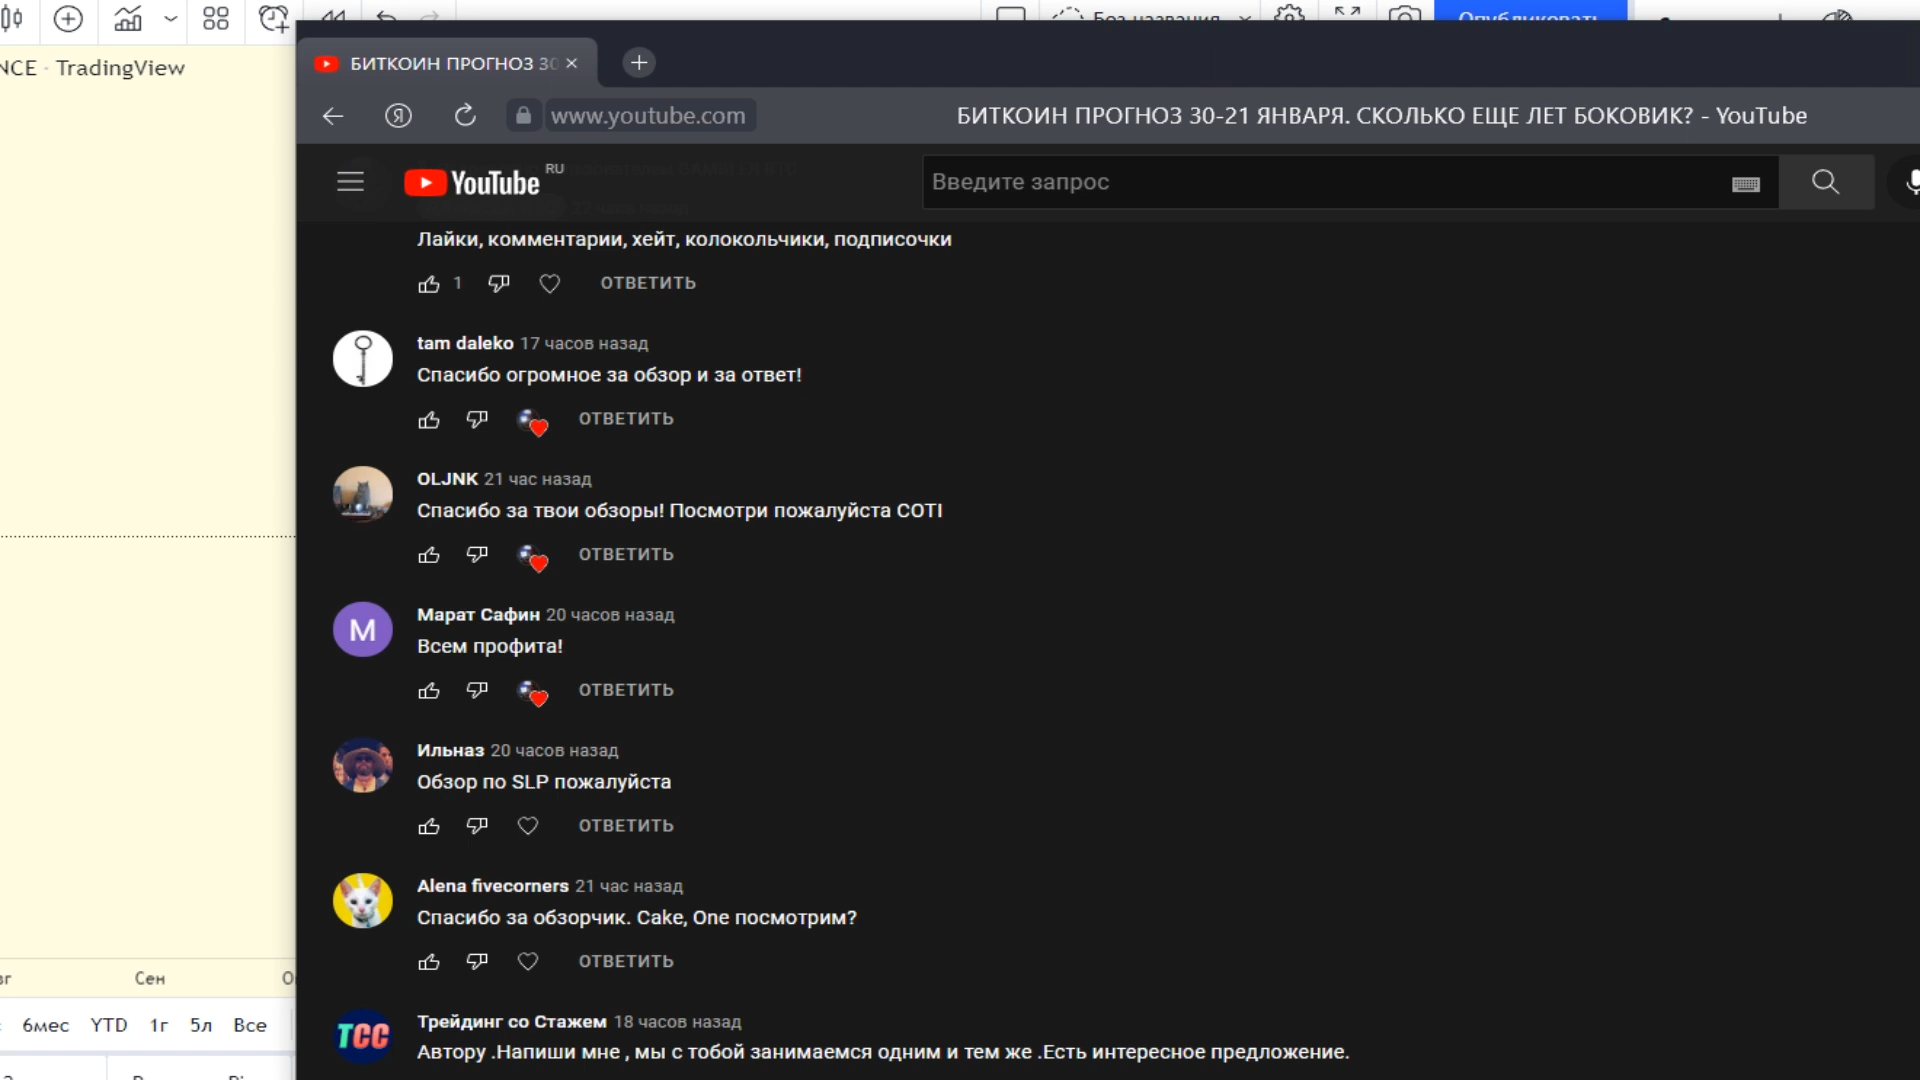 Без названия
Опубликовать
NCE - TradingView
БИТКОИН ПРОГНОЗ 30
www.youtube.com
БИТКОИН ПРОГНОЗ 30-21 ЯНВАРЯ. СКОЛЬКО ЕЩЕ ЛЕТ БОКОВИК? - YouTube
YouTube RU
Введите запрос
Лайки, комментарии, хейт, колокольчики, подписочки
1 ОТВЕТИТЬ
tam daleko 17 часов назад
Спасибо огромное за обзор и за ответ!
ОТВЕТИТЬ
OLJNK 21 час назад
Спасибо за твои обзоры! Посмотри пожалуйста COTI
ОТВЕТИТЬ
М
Марат Сафин 20 часов назад
Всем профита!
ОТВЕТИТЬ
Ильназ 20 часов назад
Обзор по SLP пожалуйста
ОТВЕТИТЬ
Alena fivecorners 21 час назад
Спасибо за обзорчик. Cake, One посмотрим?
ОТВЕТИТЬ
TCC
Трейдинг со Стажем 18 часов назад
Автору .Напиши мне , мы с тобой занимаемся одним и тем же .Есть интересное предложение.
Сен
6мес YTD 1г 5л Все